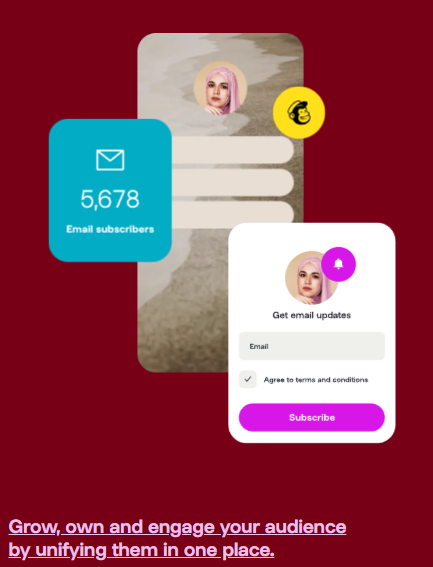 5,678
Email subscribers
Get email updates
Email
Agree to terms and conditions
Subscribe
Grow, own and engage your audience
by unifying them in one place.